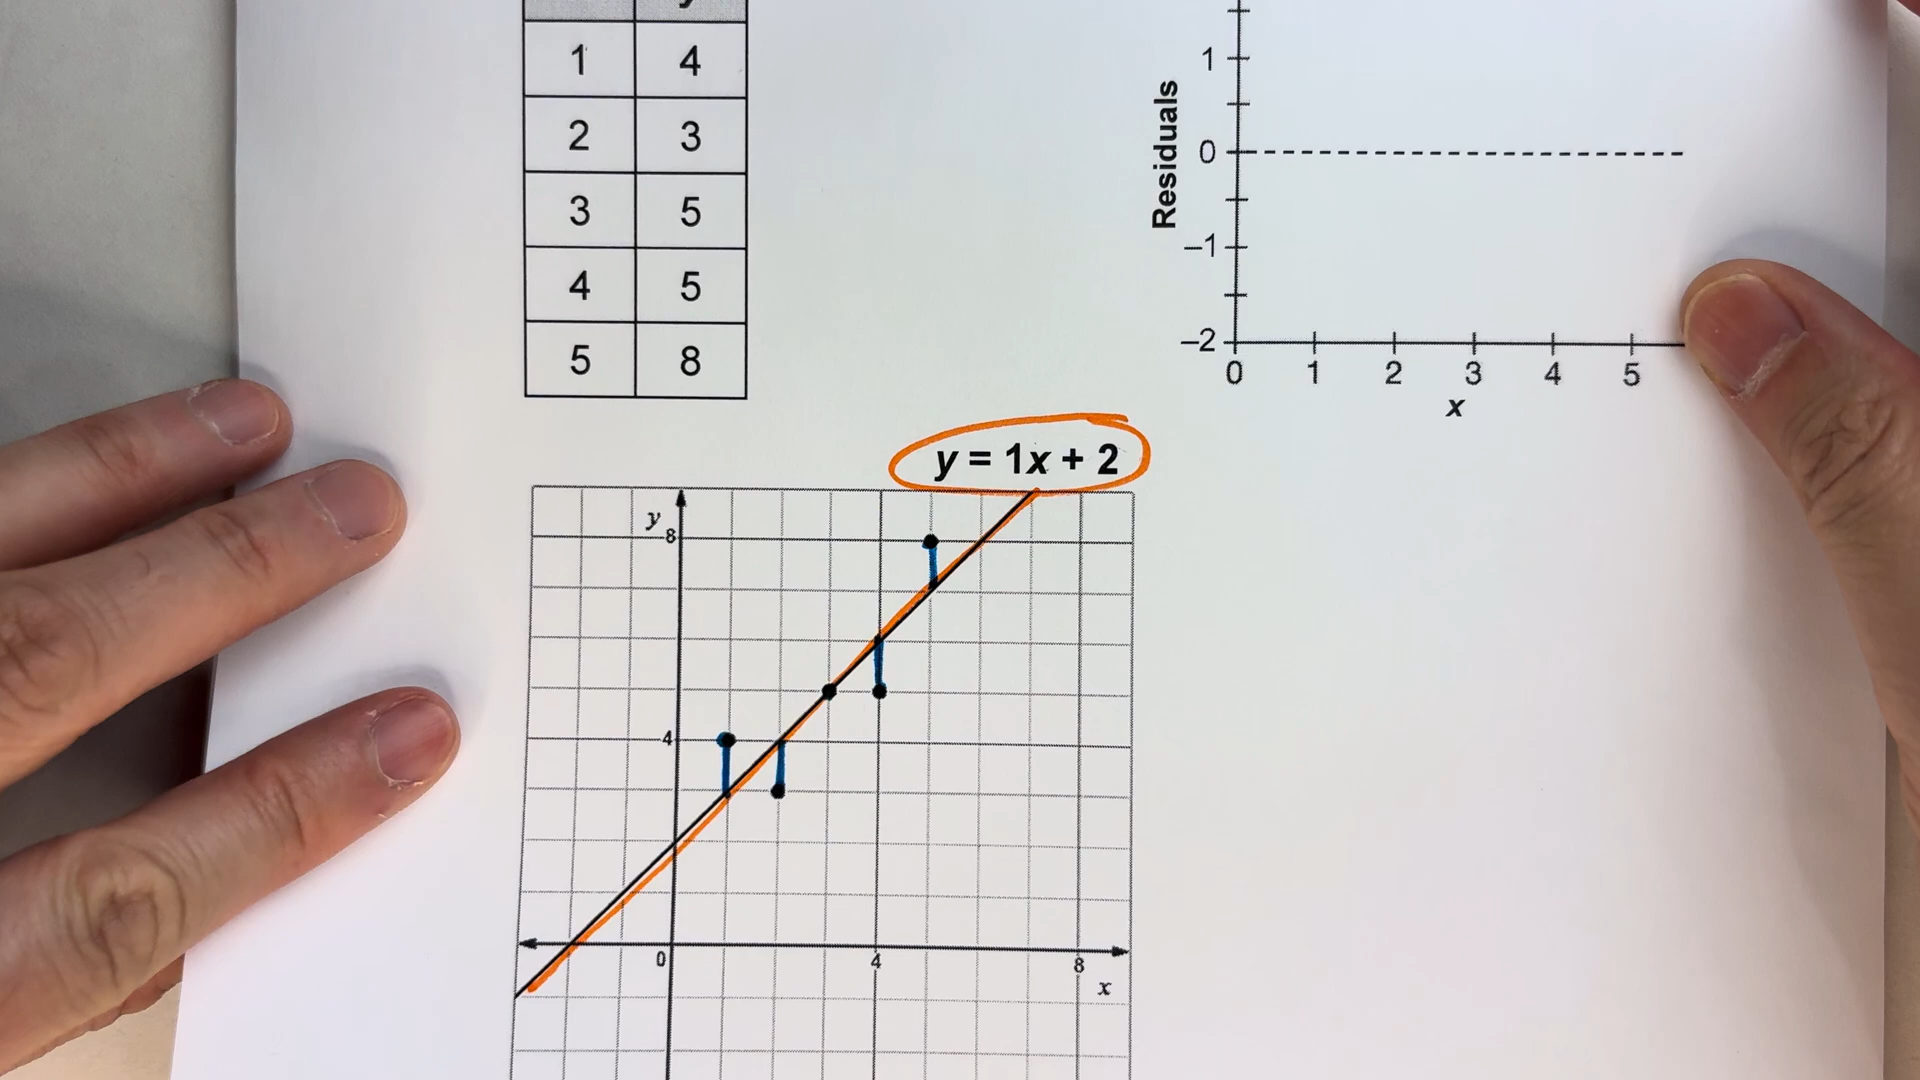 y
1 4
2 3
3 5
4 5
5 8
Residuals
1
0
–1
–2
0 1 2 3 4 5
x
y = 1x + 2
y
8
4
0 4 8
x